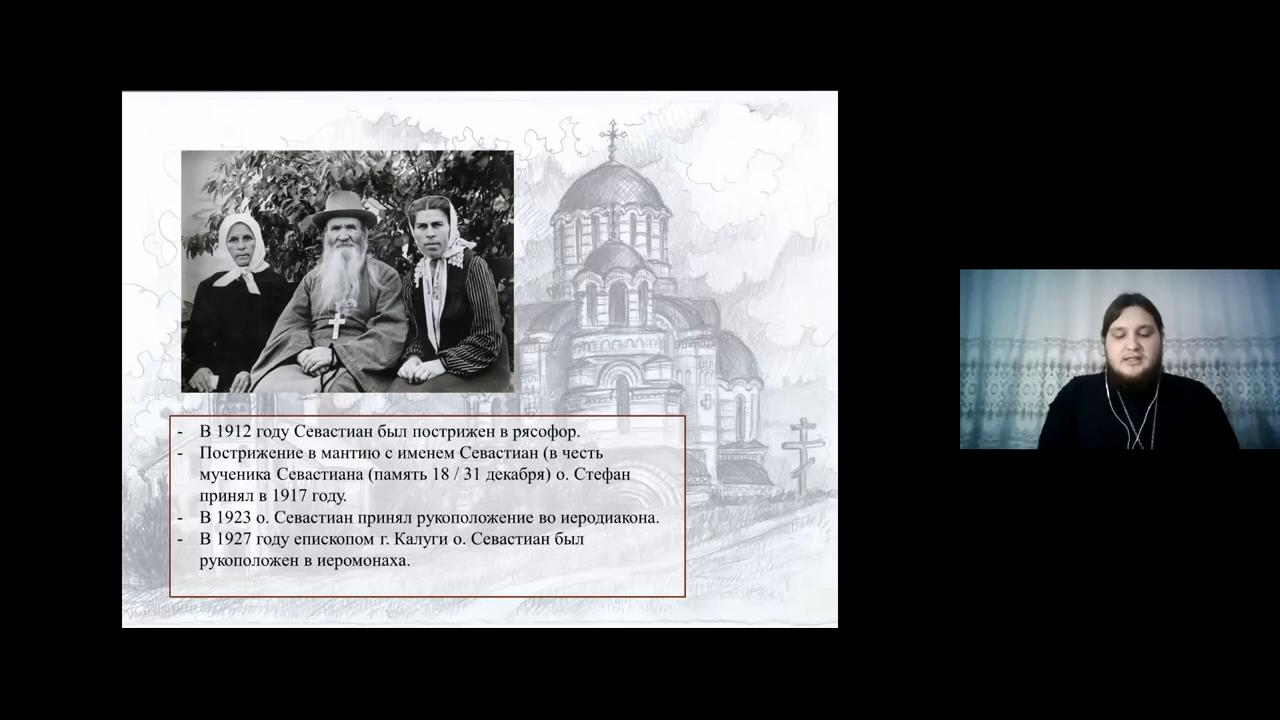 - В 1912 году Севастиан был пострижен в рясофор.
- Пострижение в мантию с именем Севастиан (в честь
мученика Севастиана (память 18 / 31 декабря) о. Стефан
принял в 1917 году.
- В 1923 о. Севастиан принял рукоположение во иеродиакона.
- В 1927 году епископом г. Калуги о. Севастиан был
рукоположен в иеромонаха.